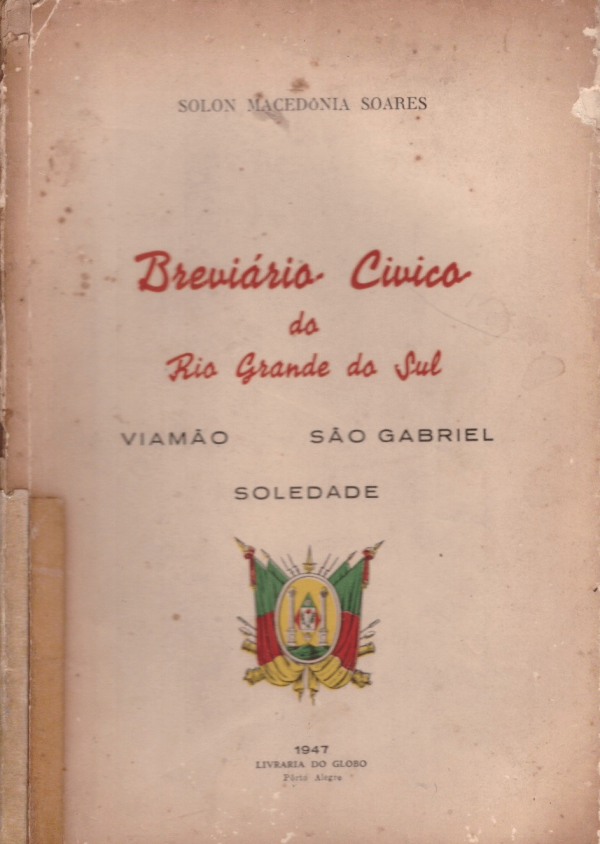 SOLON MACEDÔNIA SOARES
Breviário Civico
do
Rio Grande do Sul
VIAMÃO SÃO GABRIEL
SOLEDADE
1947
LIVRARIA DO GLOBO
Pôrto Alegre